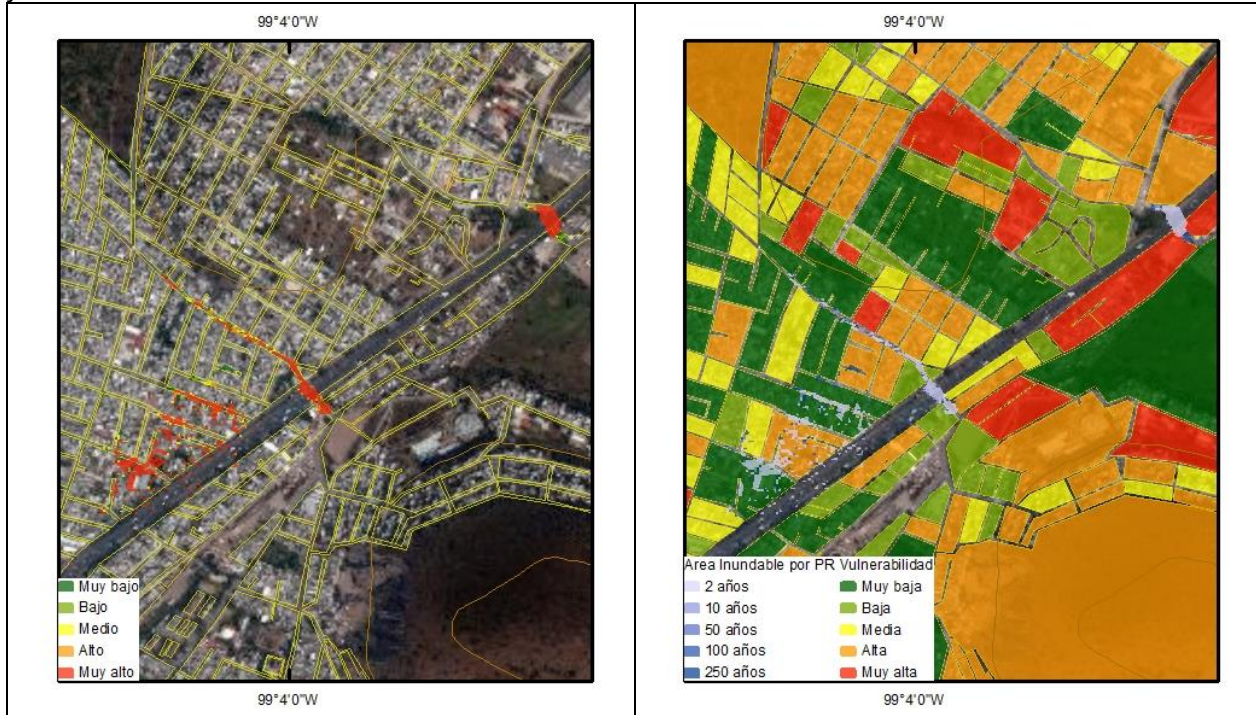 99°4'0"W
99°4'0"W
Muy bajo
Bajo
Medio
Alto
Muy alto
Area Inundable por PR Vulnerabilidad
2 años
Muy baja
10 años
Baja
50 años
Media
100 años
Alta
250 años
Muy alta
99°4'0"W
99°4'0"W